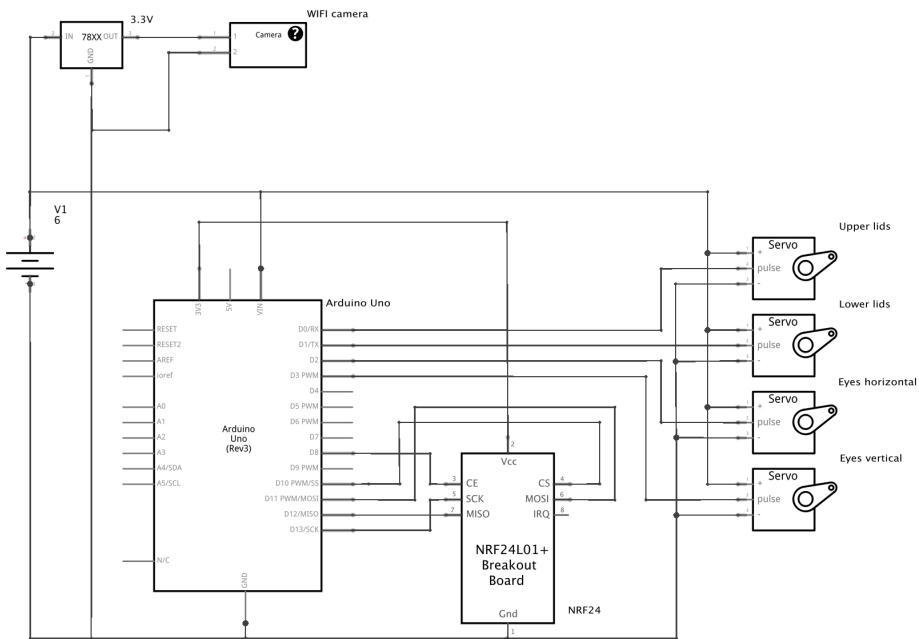 WIFI camera
3.3V
IN 78XX OUT
GND
1 Camera ?
2
V1
6
Upper lids
Servo
+
pulse
-
Lower lids
Servo
+
pulse
-
Eyes horizontal
Servo
+
pulse
-
Eyes vertical
Servo
+
pulse
-
Arduino Uno
3V3 5V VIN
RESET
RESET2
AREF
ioref
A0
A1
A2
A3
A4/SDA
A5/SCL
N/C
Arduino
Uno
(Rev3)
D0/RX
D1/TX
D2
D3 PWM
D4
D5 PWM
D6 PWM
D7
D8
D9 PWM
D10 PWM/SS
D11 PWM/MOSI
D12/MISO
D13/SCK
GND
2
Vcc
3 CE CS 4
5 SCK MOSI 6
7 MISO IRQ 8
NRF24L01+
Breakout
Board
Gnd
1
NRF24